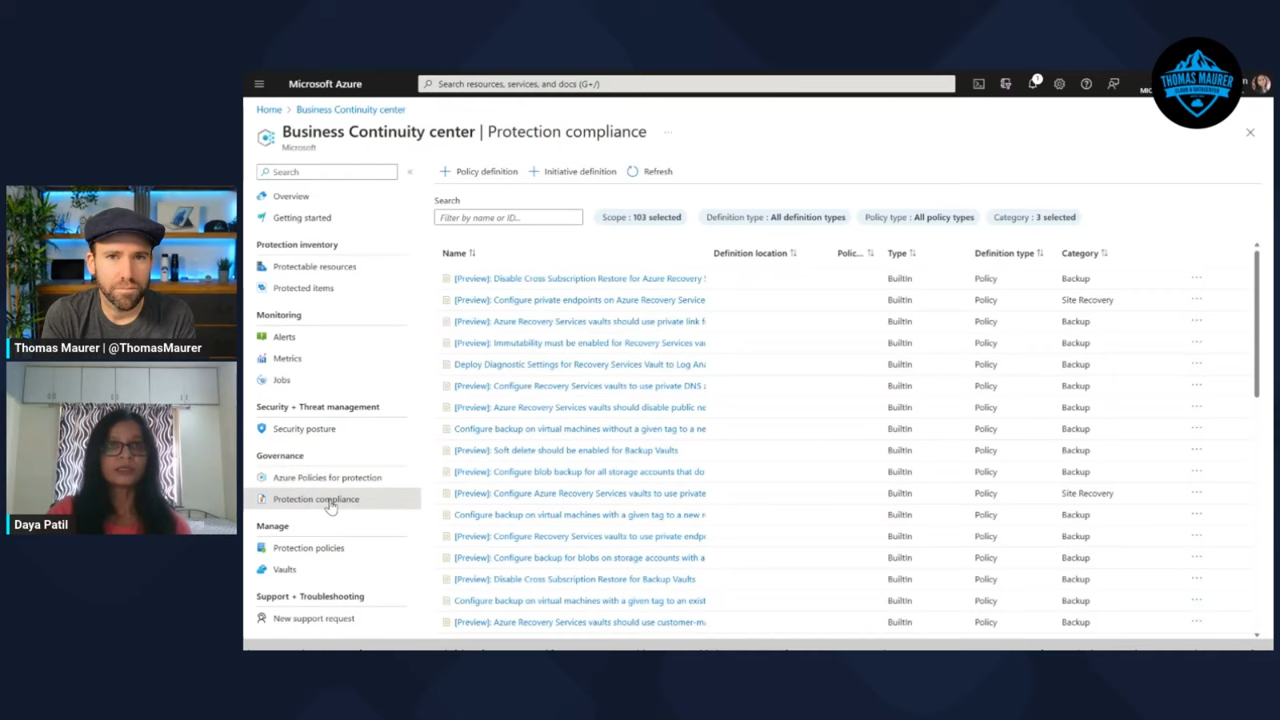 THOMAS MAURER
CLOUD & DATACENTER
Microsoft Azure
Search resources, services, and docs (G+/)
1
Home > Business Continuity center
Business Continuity center | Protection compliance
...
Microsoft
Search
«
Policy definition
Initiative definition
Refresh
Overview
Getting started
Protection inventory
Protectable resources
Protected items
Monitoring
Alerts
Metrics
Jobs
Security + Threat management
Security posture
Governance
Azure Policies for protection
Protection compliance
Manage
Protection policies
Vaults
Support + Troubleshooting
New support request
Search
Filter by name or ID...
Scope : 103 selected
Definition type : All definition types
Policy type : All policy types
Category : 3 selected
Name Definition location Polic... Type Definition type Category
[Preview]: Disable Cross Subscription Restore for Azure Recovery BuiltIn Policy Backup
[Preview]: Configure private endpoints on Azure Recovery Service BuiltIn Policy Site Recovery
[Preview]: Azure Recovery Services vaults should use private link f BuiltIn Policy Backup
[Preview]: Immutability must be enabled for Recovery Services va BuiltIn Policy Backup
Deploy Diagnostic Settings for Recovery Services Vault to Log Ana BuiltIn Policy Backup
[Preview]: Configure Recovery Services vaults to use private DNS BuiltIn Policy Backup
[Preview]: Azure Recovery Services vaults should disable public ne BuiltIn Policy Backup
Configure backup on virtual machines without a given tag to a ne BuiltIn Policy Backup
[Preview]: Soft delete should be enabled for Backup Vaults BuiltIn Policy Backup
[Preview]: Configure blob backup for all storage accounts that do BuiltIn Policy Backup
[Preview]: Configure Azure Recovery Services vaults to use private BuiltIn Policy Site Recovery
Configure backup on virtual machines with a given tag to a new r BuiltIn Policy Backup
[Preview]: Configure Recovery Services vaults to use private endp BuiltIn Policy Backup
[Preview]: Configure backup for blobs on storage accounts with a BuiltIn Policy Backup
[Preview]: Disable Cross Subscription Restore for Backup Vaults BuiltIn Policy Backup
Configure backup on virtual machines with a given tag to an exist BuiltIn Policy Backup
[Preview]: Azure Recovery Services vaults should use customer-m BuiltIn Policy Backup
Thomas Maurer | @ThomasMaurer
Daya Patil